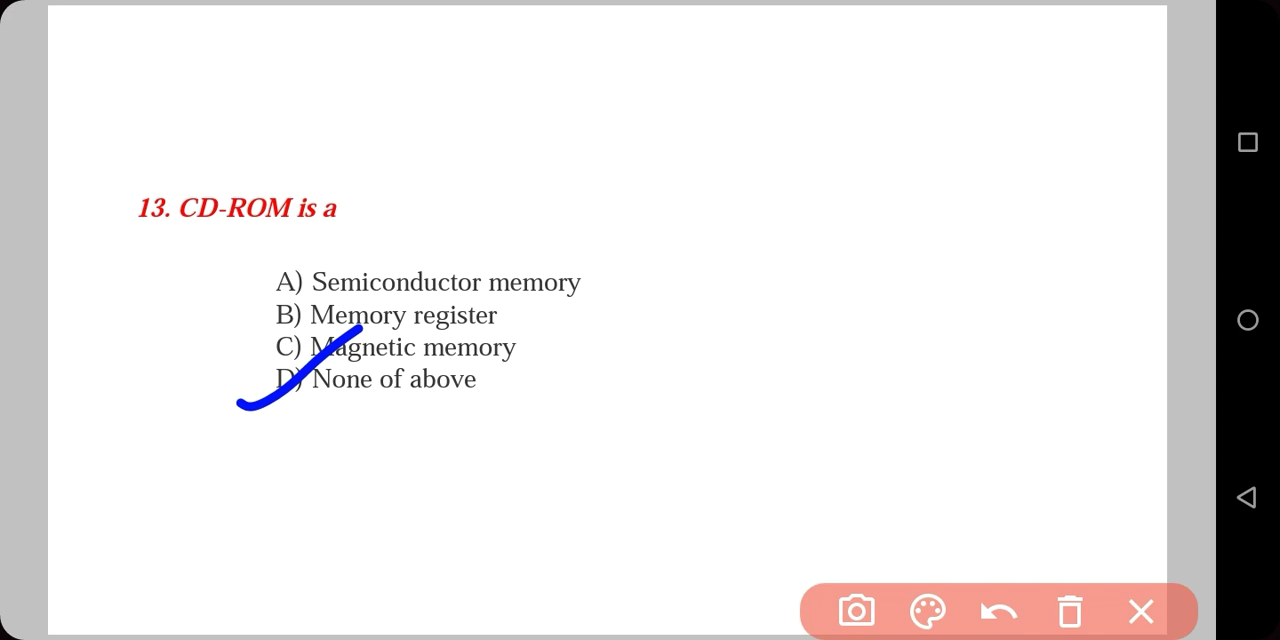 13. CD-ROM is a
A) Semiconductor memory
B) Memory register
C) Magnetic memory
D) None of above